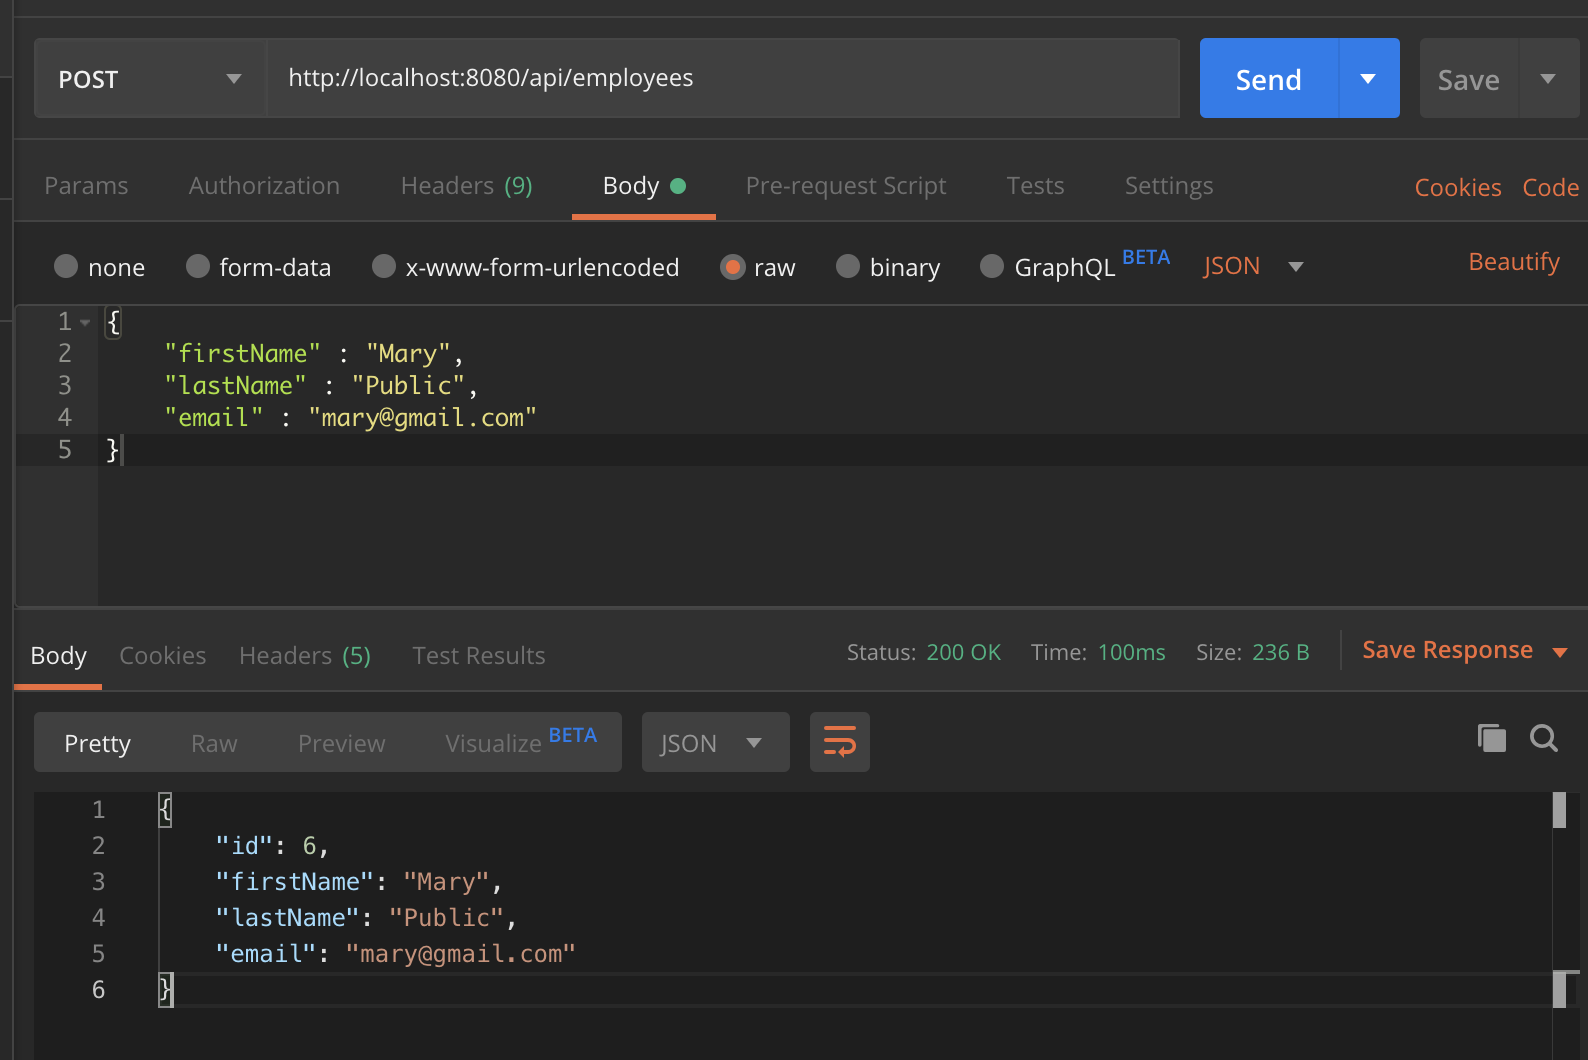 POST http://localhost:8080/api/employees Send Save
Params Authorization Headers (9) Body Pre-request Script Tests Settings Cookies Code
none form-data x-www-form-urlencoded raw binary GraphQL BETA JSON Beautify
1 {
2 "firstName" : "Mary",
3 "lastName" : "Public",
4 "email" : "mary@gmail.com"
5 }
Body Cookies Headers (5) Test Results Status: 200 OK Time: 100ms Size: 236 B Save Response
Pretty Raw Preview Visualize BETA JSON
1 {
2 "id": 6,
3 "firstName": "Mary",
4 "lastName": "Public",
5 "email": "mary@gmail.com"
6 }